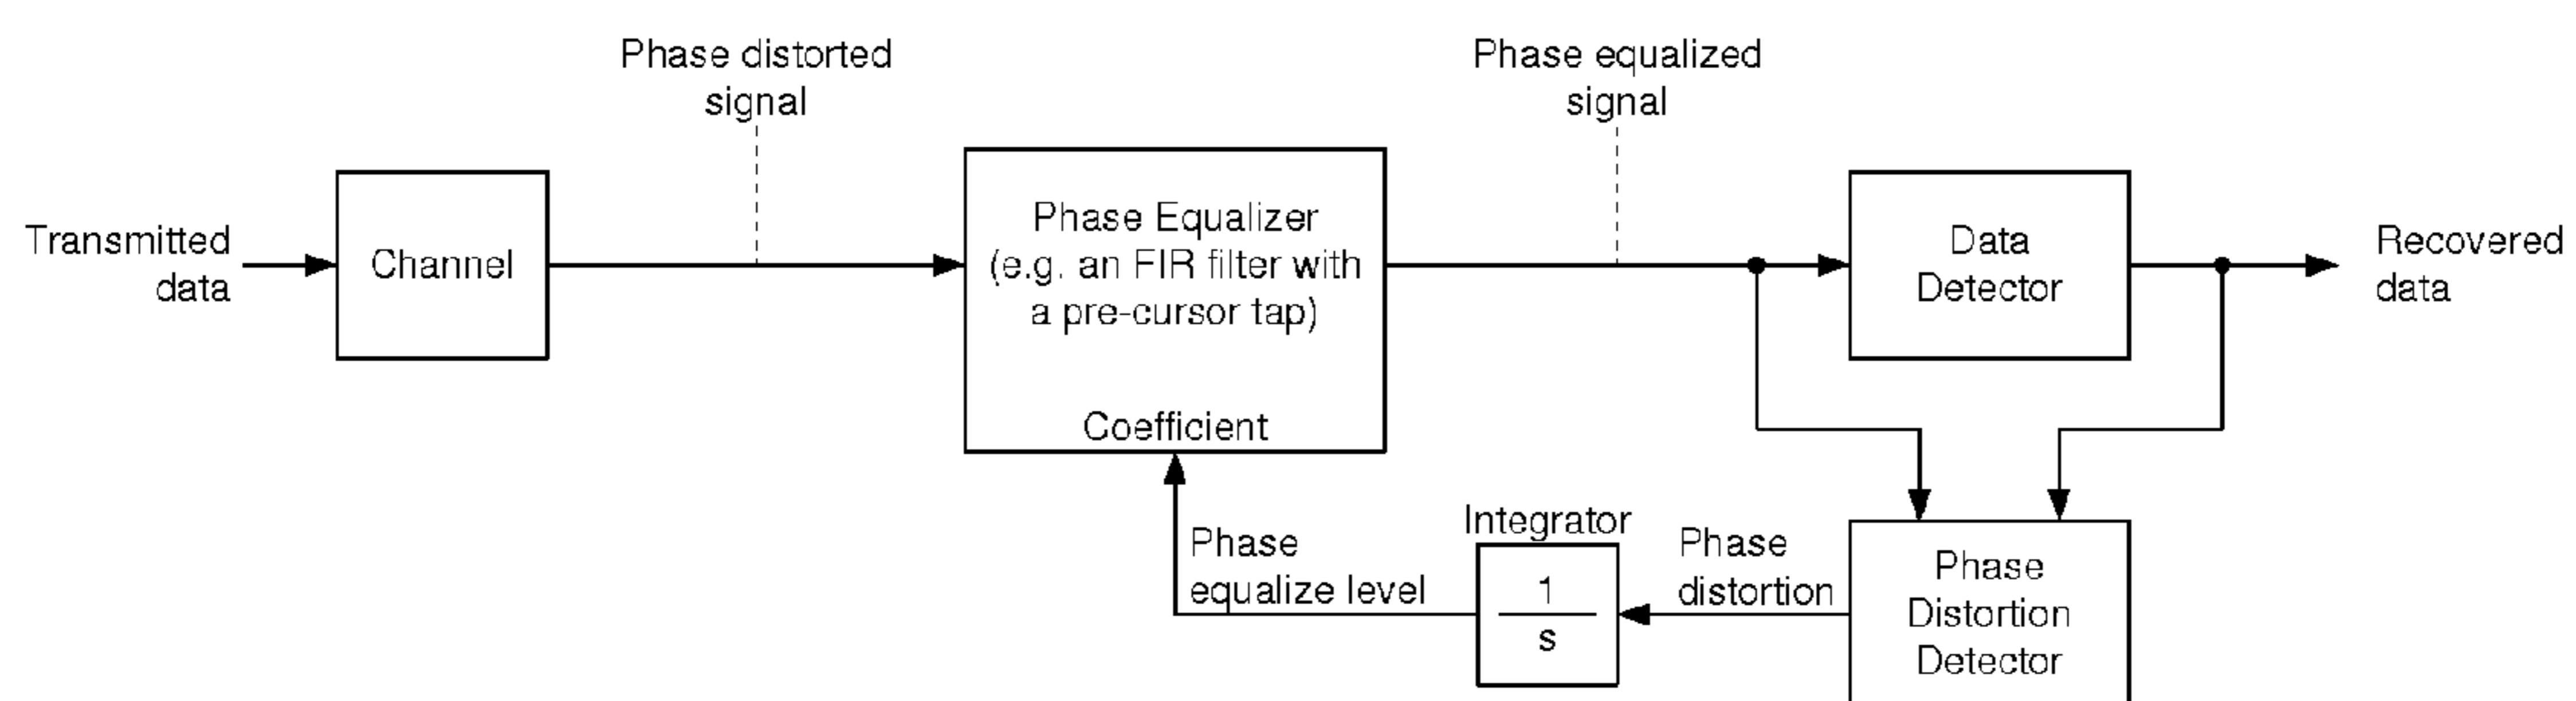 Phase distorted
signal
Phase equalized
signal
Transmitted
data
Channel
Phase Equalizer
(e.g. an FIR filter with
a pre-cursor tap)
Coefficient
Data
Detector
Recovered
data
Phase
equalize level
Integrator
1
s
Phase
distortion
Phase
Distortion
Detector